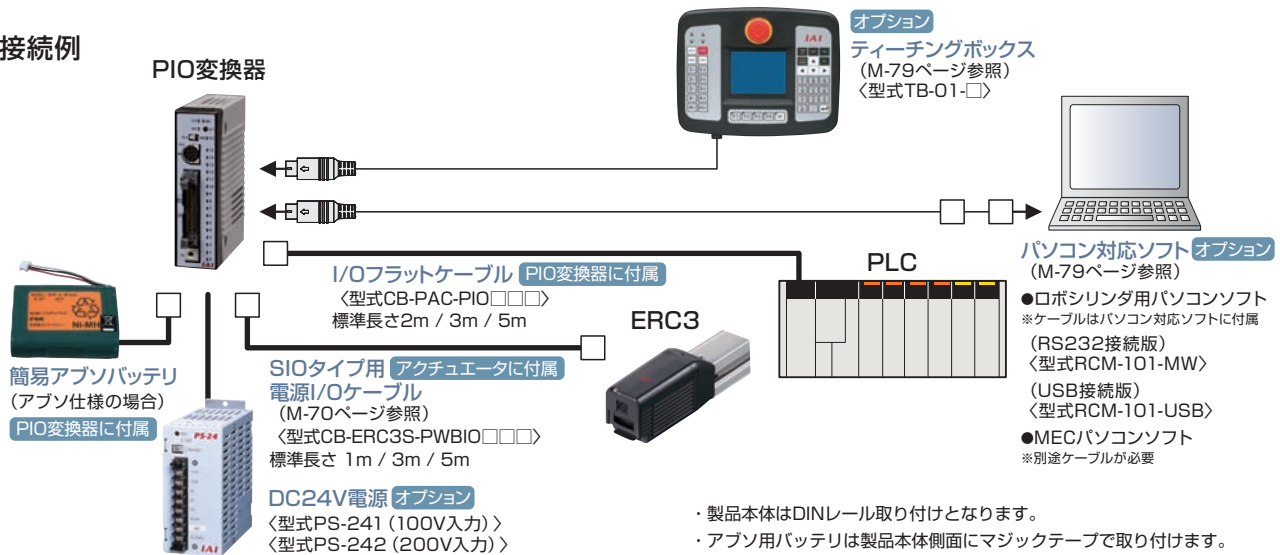 接続例
PIO変換器
オプション
ティーチングボックス
（M-79ページ参照）
〈型式TB-01-□〉
IAI
I/Oフラットケーブル PIO変換器に付属
〈型式CB-PAC-PIO□□□〉
標準長さ2m / 3m / 5m
PLC
ERC3
パソコン対応ソフト オプション
（M-79ページ参照）
●ロボシリンダ用パソコンソフト
※ケーブルはパソコン対応ソフトに付属
（RS232接続版）
〈型式RCM-101-MW〉
（USB接続版）
〈型式RCM-101-USB〉
●MECパソコンソフト
※別途ケーブルが必要
Ni-MH
簡易アブソバッテリ
（アブソ仕様の場合）
PIO変換器に付属
SIOタイプ用 アクチュエータに付属
電源I/Oケーブル
（M-70ページ参照）
〈型式CB-ERC3S-PWBIO□□□〉
標準長さ 1m / 3m / 5m
PS-24
IAI
DC24V電源 オプション
〈型式PS-241（100V入力）〉
〈型式PS-242（200V入力）〉
・製品本体はDINレール取り付けとなります。
・アブソ用バッテリは製品本体側面にマジックテープで取り付けます。